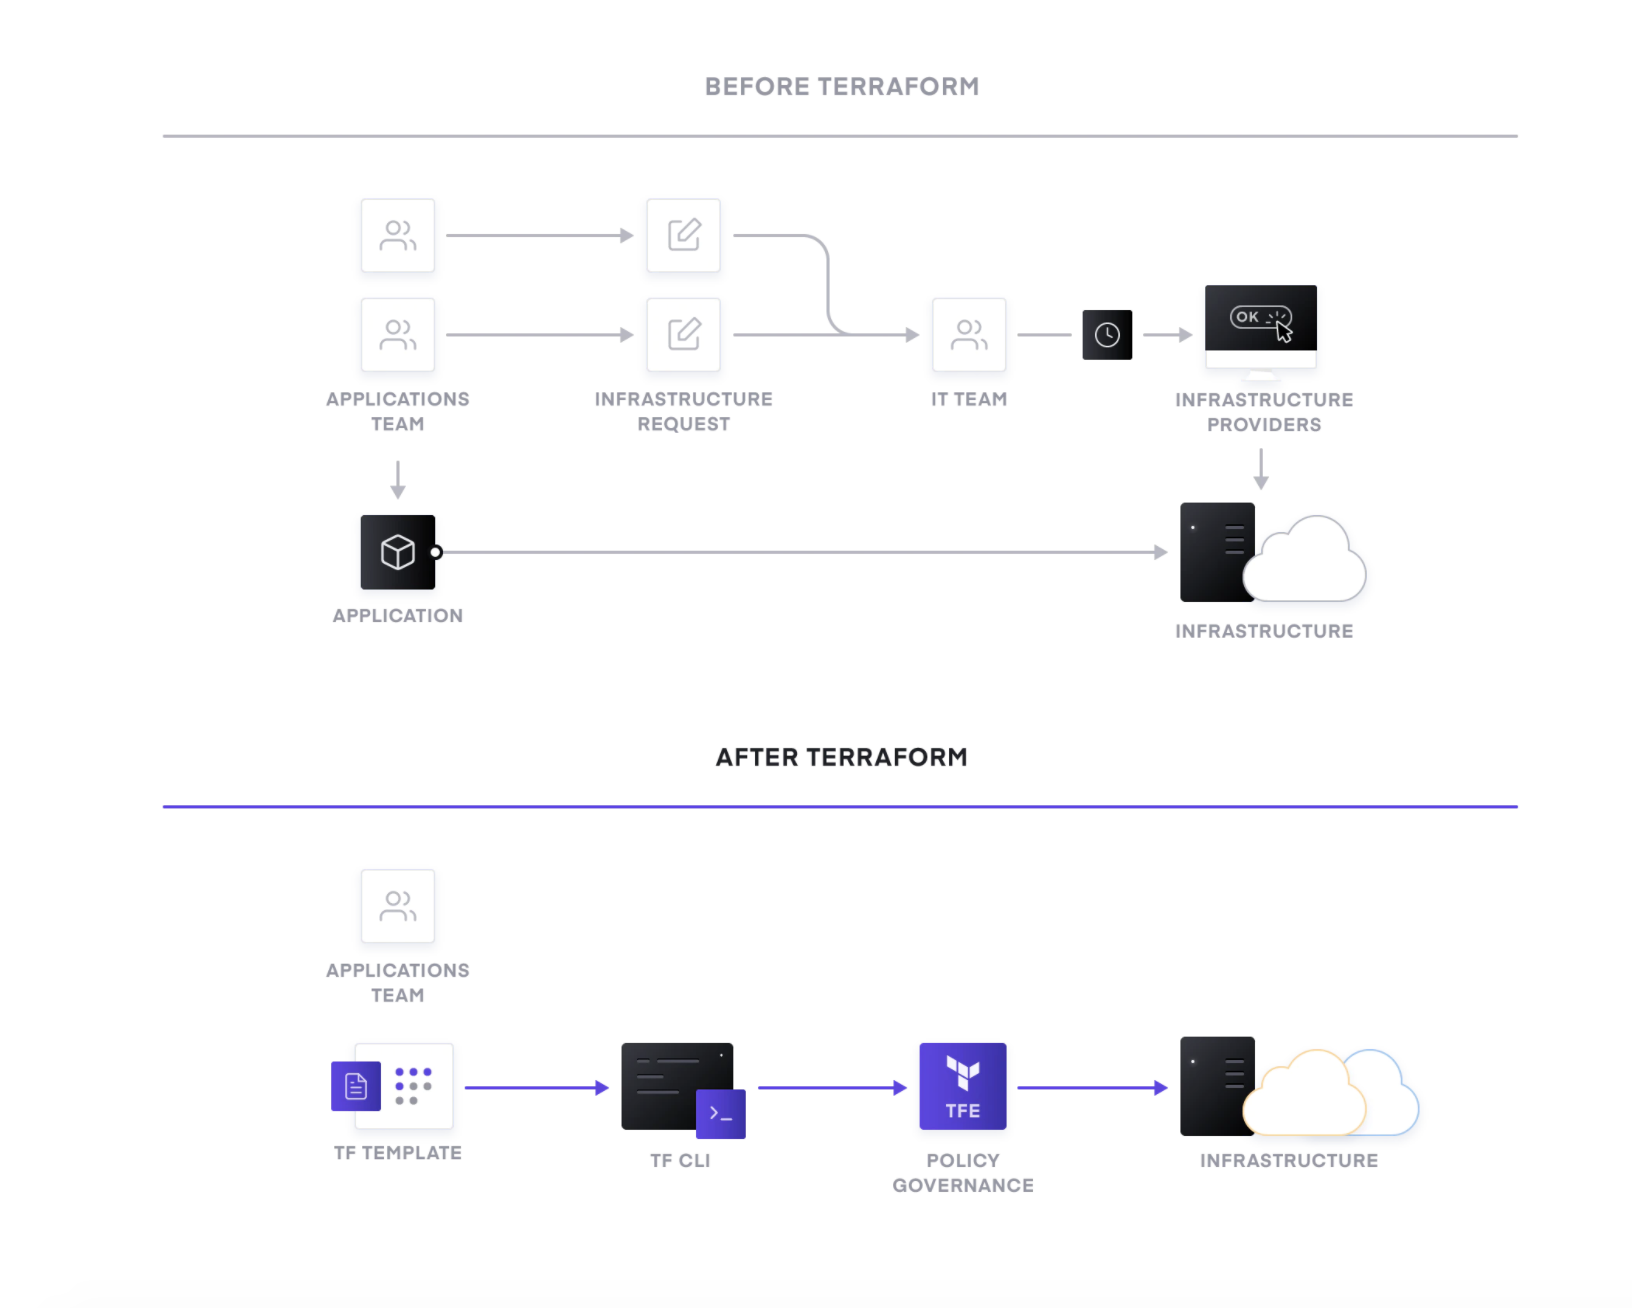 BEFORE TERRAFORM
OK
APPLICATIONS
TEAM
INFRASTRUCTURE
REQUEST
IT TEAM
INFRASTRUCTURE
PROVIDERS
APPLICATION
INFRASTRUCTURE
AFTER TERRAFORM
APPLICATIONS
TEAM
TFE
TF TEMPLATE
TF CLI
POLICY
GOVERNANCE
INFRASTRUCTURE